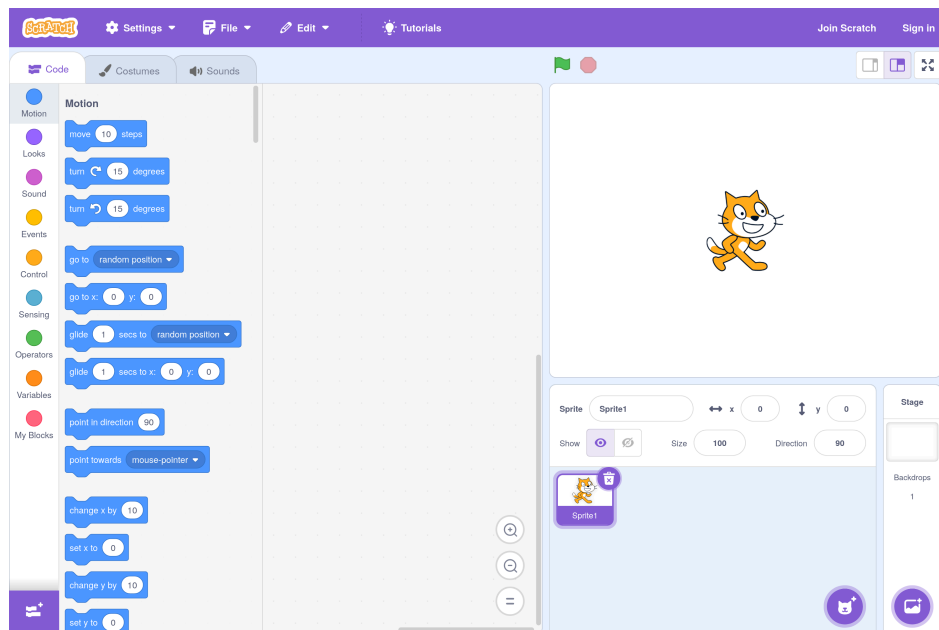 SCRATCH Settings File Edit Tutorials Join Scratch Sign in
Code Costumes Sounds
Motion
Looks
Sound
Events
Control
Sensing
Operators
Variables
My Blocks
Motion
move 10 steps
turn 15 degrees
turn 15 degrees
go to random position
go to x: 0 y: 0
glide 1 secs to random position
glide 1 secs to x: 0 y: 0
point in direction 90
point towards mouse-pointer
change x by 10
set x to 0
change y by 10
set y to 0
Sprite Sprite1 x 0 y 0
Show Size 100 Direction 90
Sprite1
Stage
Backdrops
1